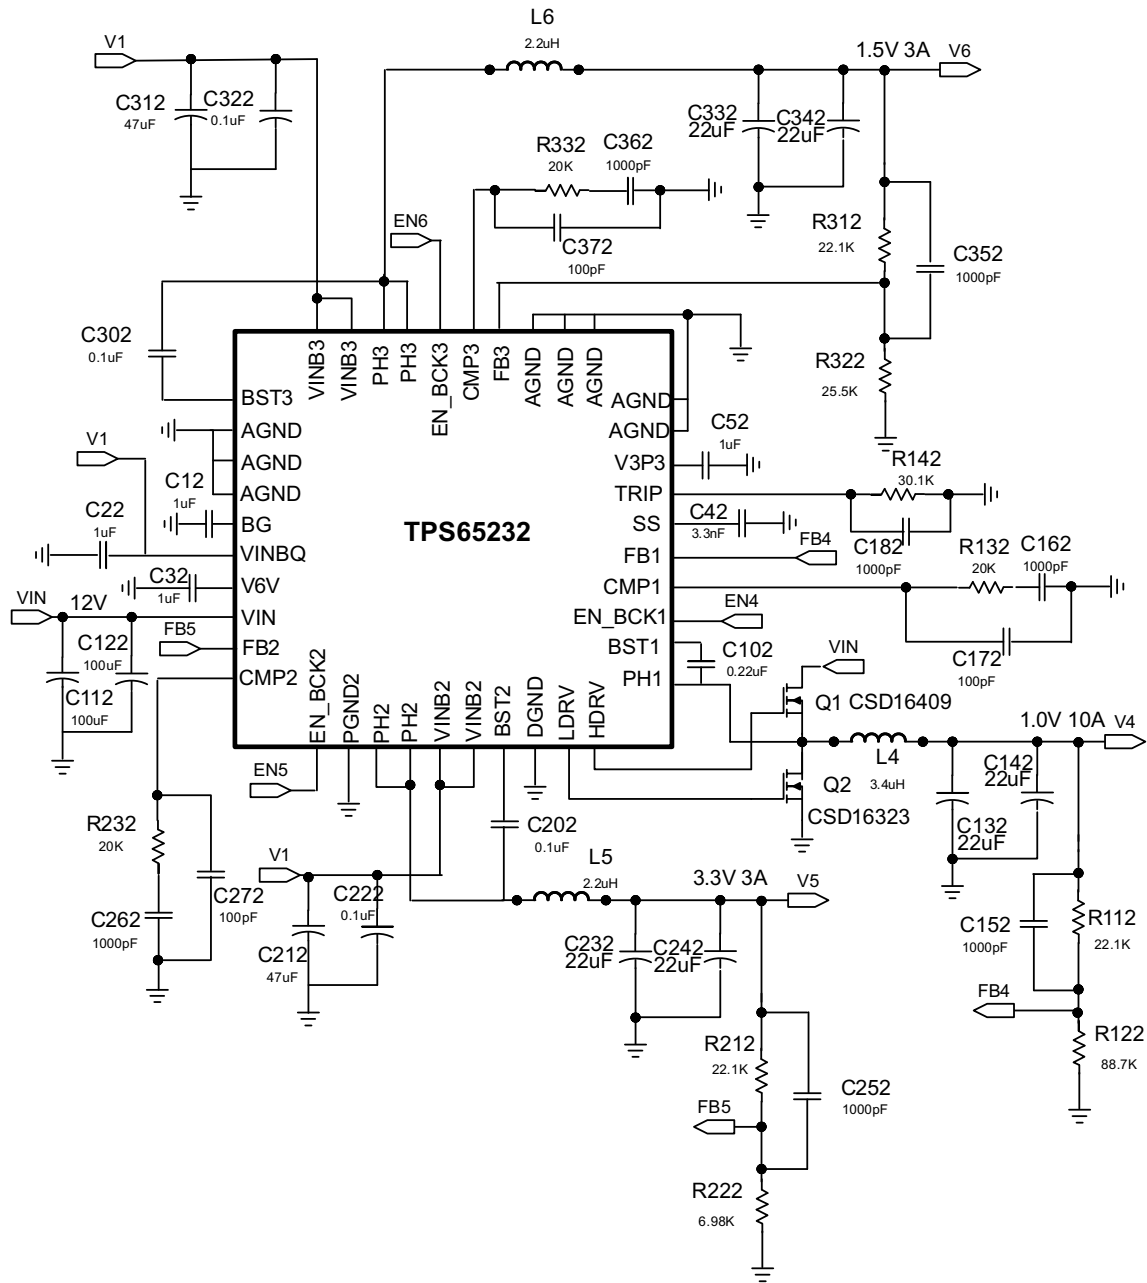 L6
2.2uH
V1
1.5V 3A
V6
C312
47uF
C322
0.1uF
C332
22uF
C342
22uF
R332
20K
C362
1000pF
C372
100pF
EN6
R312
22.1K
C352
1000pF
R322
25.5K
C302
0.1uF
VINB3
VINB3
PH3
PH3
EN_BCK3
CMP3
FB3
AGND
AGND
AGND
BST3
AGND
AGND
AGND
BG
VINBQ
V6V
VIN
FB2
CMP2
TPS65232
AGND
AGND
V3P3
TRIP
SS
FB1
CMP1
EN_BCK1
BST1
PH1
EN_BCK2
PGND2
PH2
PH2
VINB2
VINB2
BST2
DGND
LDRV
HDRV
V1
C12
1uF
C22
1uF
C32
1uF
VIN
12V
FB5
C122
100uF
C112
100uF
C52
1uF
R142
30.1K
C42
3.3nF
C182
1000pF
FB4
R132
20K
C162
1000pF
EN4
C172
100pF
C102
0.22uF
VIN
Q1 CSD16409
1.0V 10A
V4
L4
3.4uH
Q2
CSD16323
C142
22uF
C132
22uF
EN5
R232
20K
C272
100pF
C262
1000pF
V1
C222
0.1uF
C212
47uF
C202
0.1uF
L5
2.2uH
3.3V 3A
V5
C232
22uF
C242
22uF
C152
1000pF
R112
22.1K
FB4
R122
88.7K
R212
22.1K
C252
1000pF
FB5
R222
6.98K